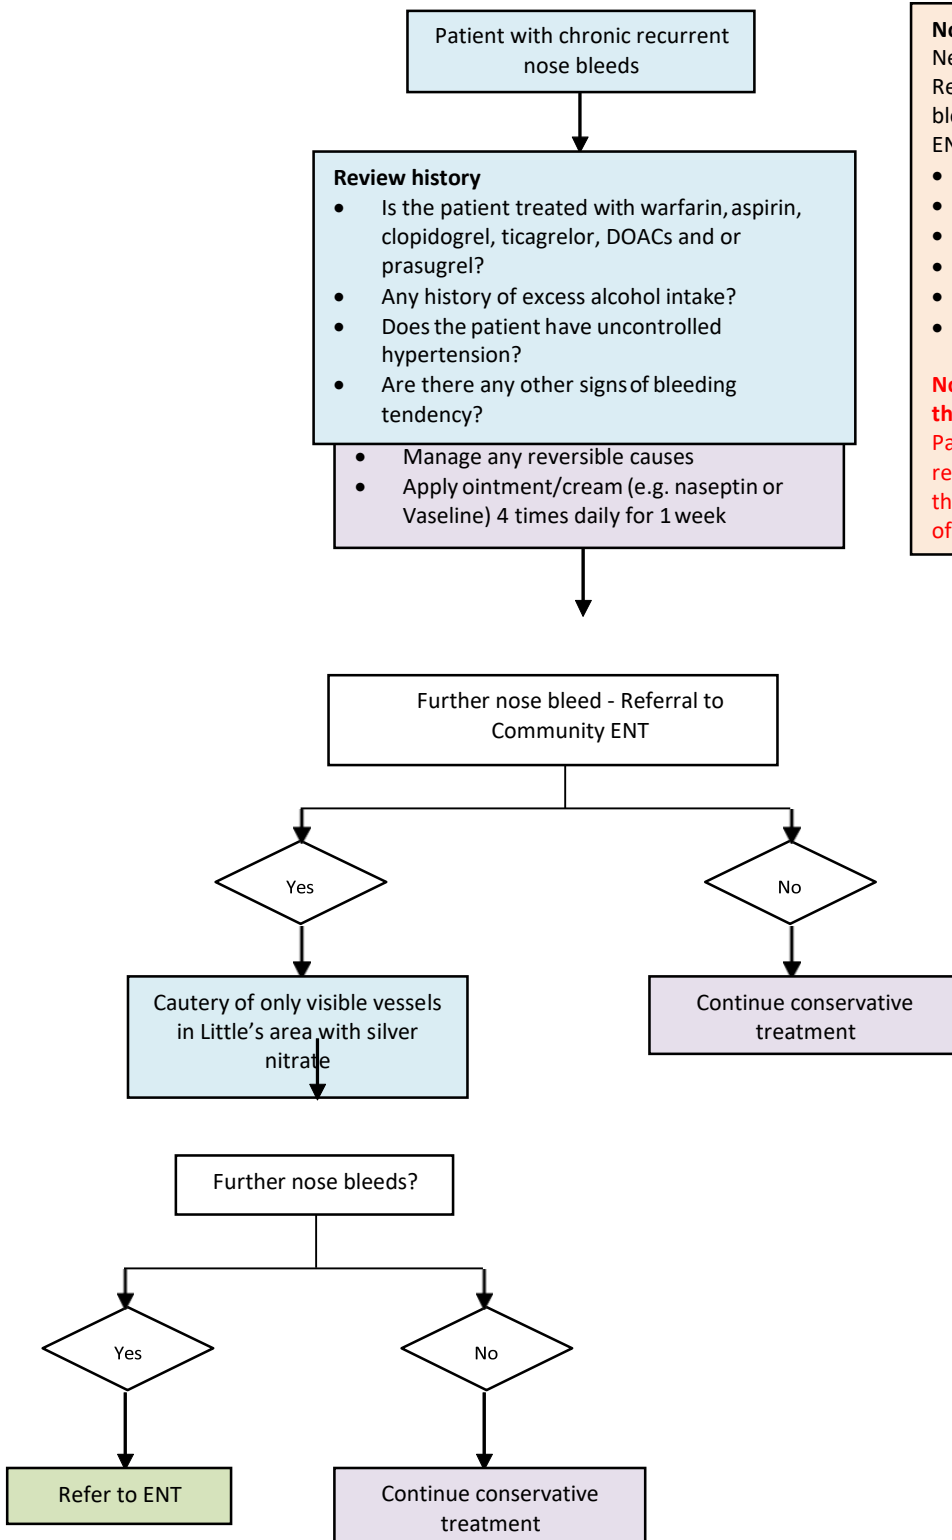 Patient with chronic recurrent
nose bleeds
Review history
• Is the patient treated with warfarin, aspirin,
clopidogrel, ticagrelor, DOACs and or
prasugrel?
• Any history of excess alcohol intake?
• Does the patient have uncontrolled
hypertension?
• Are there any other signs of bleeding
tendency?
• Manage any reversible causes
• Apply ointment/cream (e.g. naseptin or
Vaseline) 4 times daily for 1 week
Further nose bleed - Referral to
Community ENT
Yes
No
Cautery of only visible vessels
in Little's area with silver
nitrate
Continue conservative
treatment
Further nose bleeds?
Yes
No
Refer to ENT
Continue conservative
treatment
of